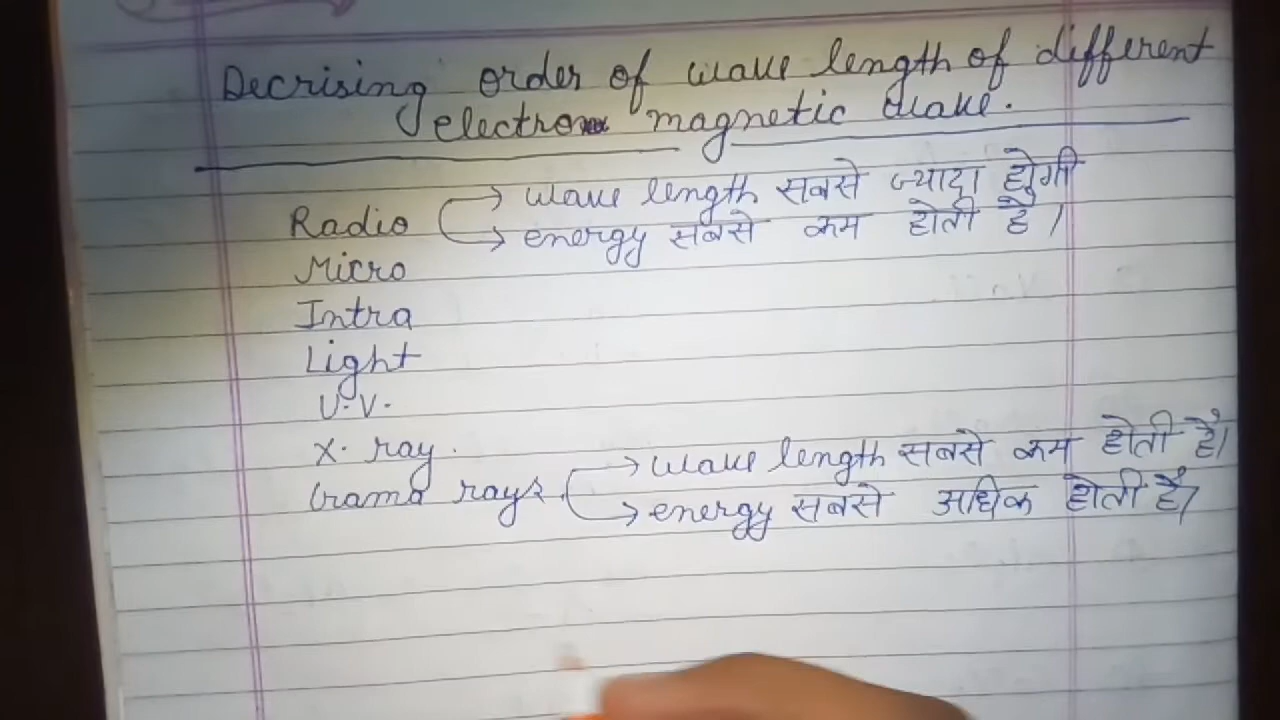 Decrising order of wave length of different
electro magnetic wave.
Radio → wave length सबसे ज्यादा होगी
→ energy सबसे कम होती है।
Micro
Intra
Light
U.V.
X. ray.
Grama rays → wave length सबसे कम होती है।
→ energy सबसे अधिक होती है।